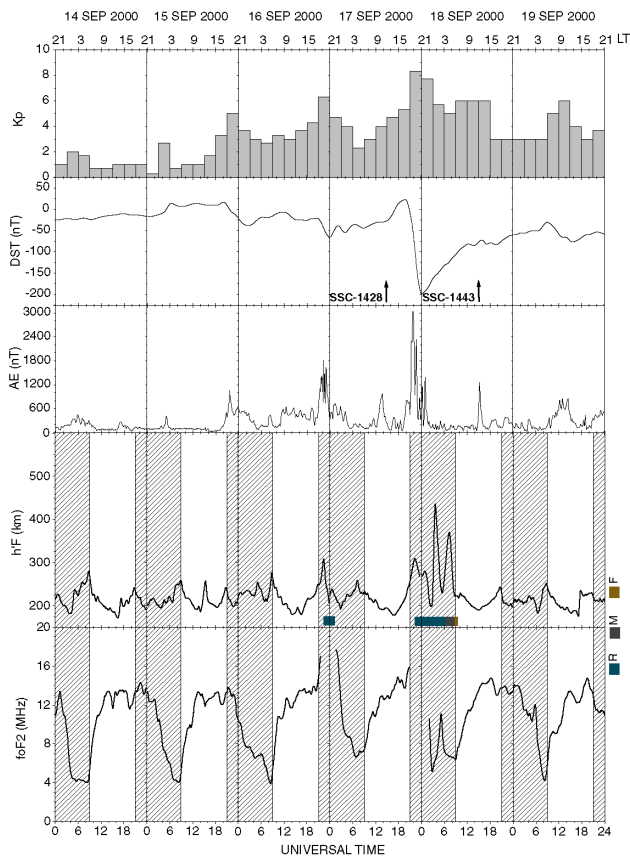 14 SEP 2000 15 SEP 2000 16 SEP 2000 17 SEP 2000 18 SEP 2000 19 SEP 2000
21 3 9 15 21 3 9 15 21 3 9 15 21 3 9 15 21 3 9 15 21 3 9 15 21 LT
10
8
6
4
2
0
Kp
50
0
-50
-100
-150
-200
DST (nT)
SSC-1428 SSC-1443
3000
2400
1800
1200
600
0
AE (nT)
500
400
300
200
h'F (km)
F
M
R
20
16
12
8
4
0
foF2 (MHz)
0 6 12 18 0 6 12 18 0 6 12 18 0 6 12 18 0 6 12 18 0 6 12 18 24
UNIVERSAL TIME